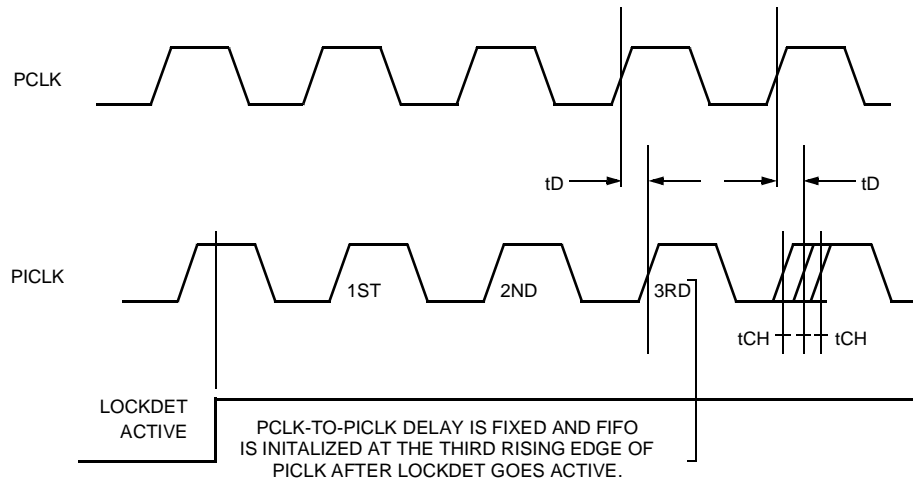 PCLK
tD
tD
PICLK
1ST
2ND
3RD
tCH
tCH
LOCKDET
ACTIVE
PCLK-TO-PICLK DELAY IS FIXED AND FIFO
IS INITALIZED AT THE THIRD RISING EDGE OF
PICLK AFTER LOCKDET GOES ACTIVE.